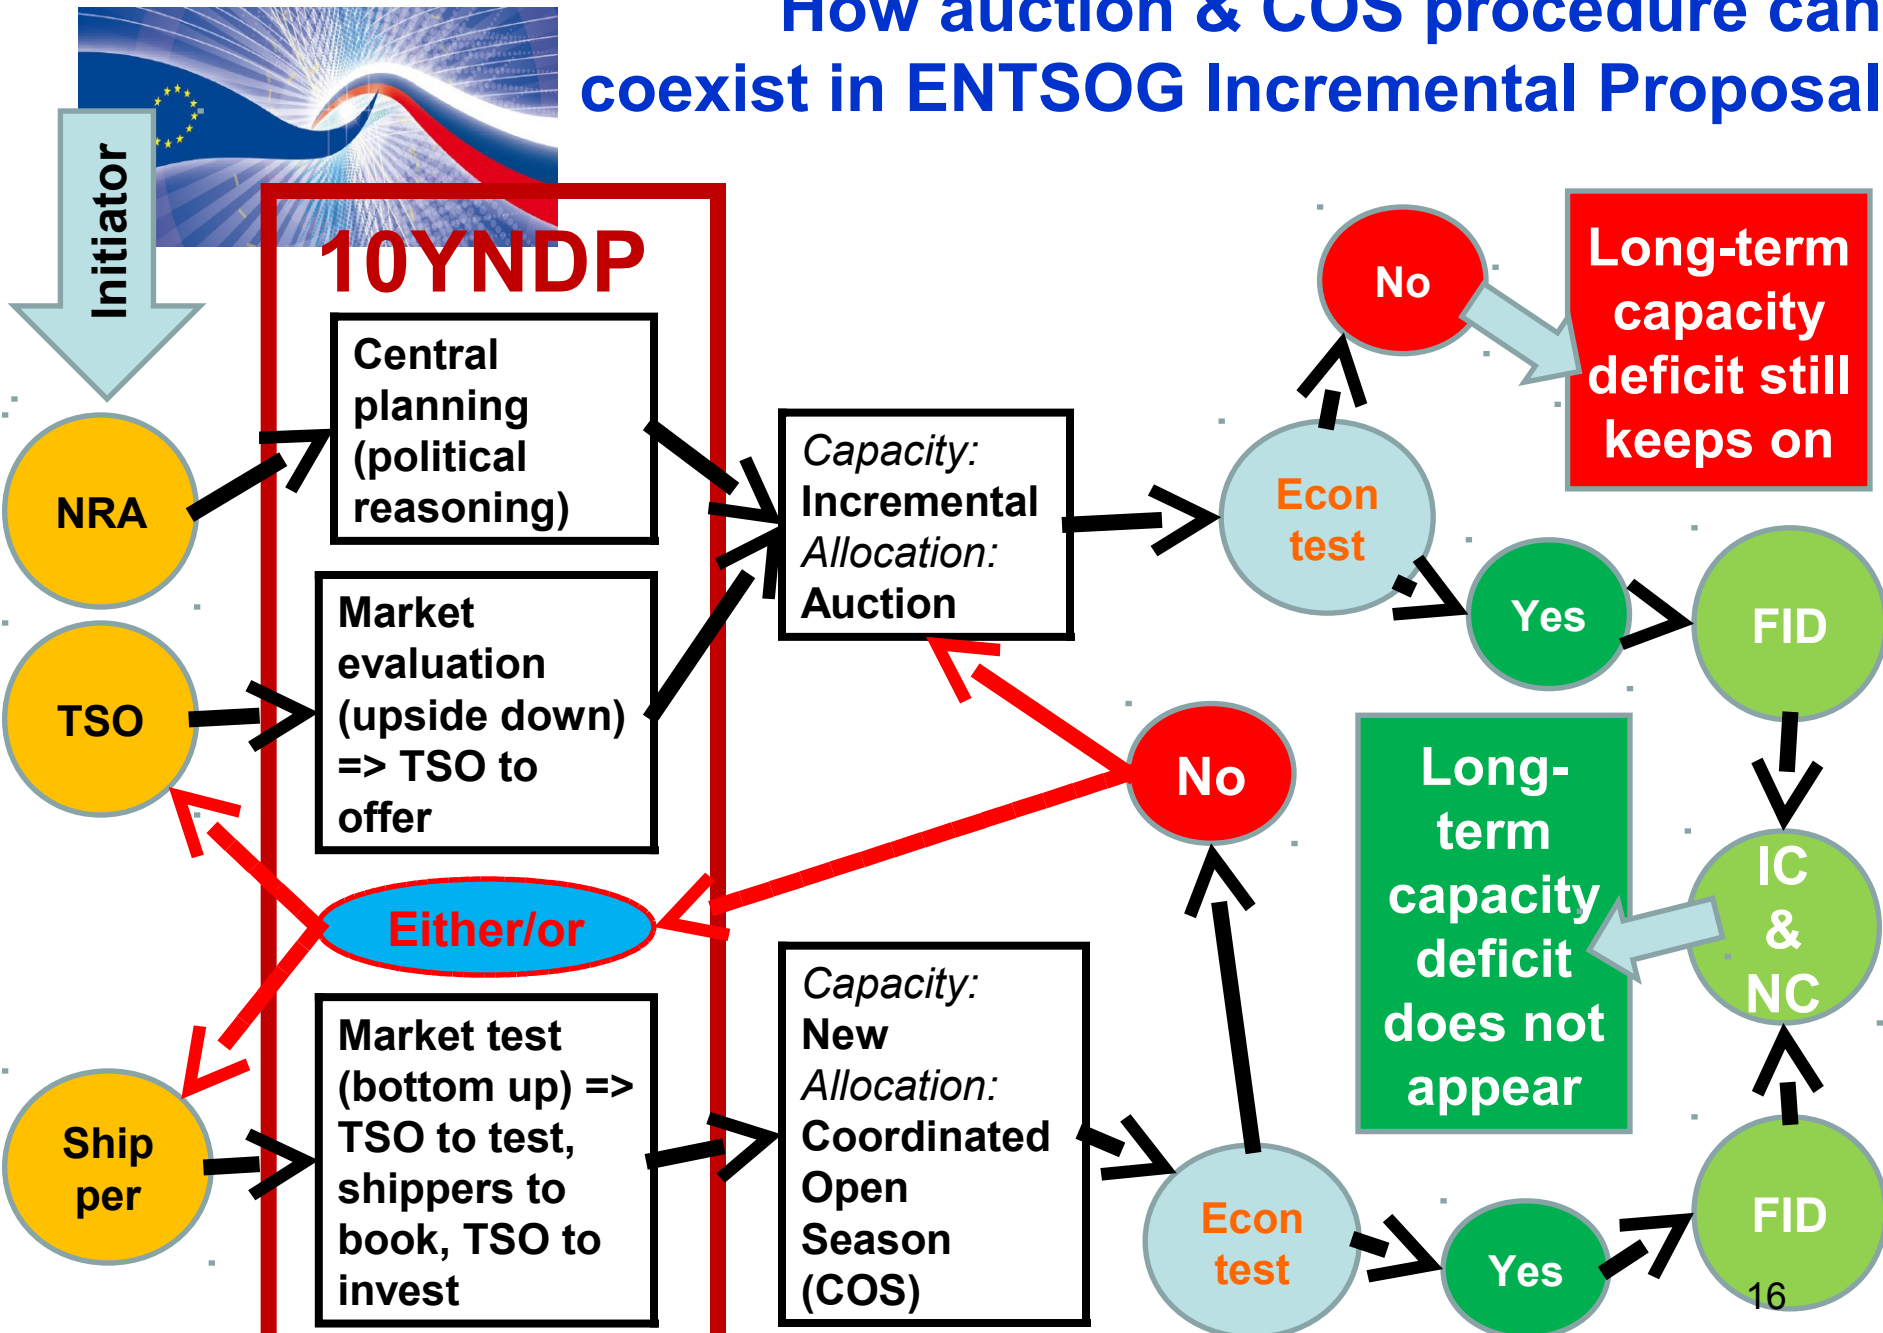 How auction & COS procedure can
coexist in ENTSOG Incremental Proposal
Initiator
10YNDP
NRA
TSO
Ship
per
Central
planning
(political
reasoning)
Market
evaluation
(upside down)
=> TSO to
offer
Either/or
Market test
(bottom up) =>
TSO to test,
shippers to
book, TSO to
invest
Capacity:
Incremental
Allocation:
Auction
Capacity:
New
Allocation:
Coordinated
Open
Season
(COS)
No
Econ
test
Yes
FID
Long-term
capacity
deficit still
keeps on
No
Econ
test
Yes
FID
IC
&
NC
Long-
term
capacity
deficit
does not
appear
16